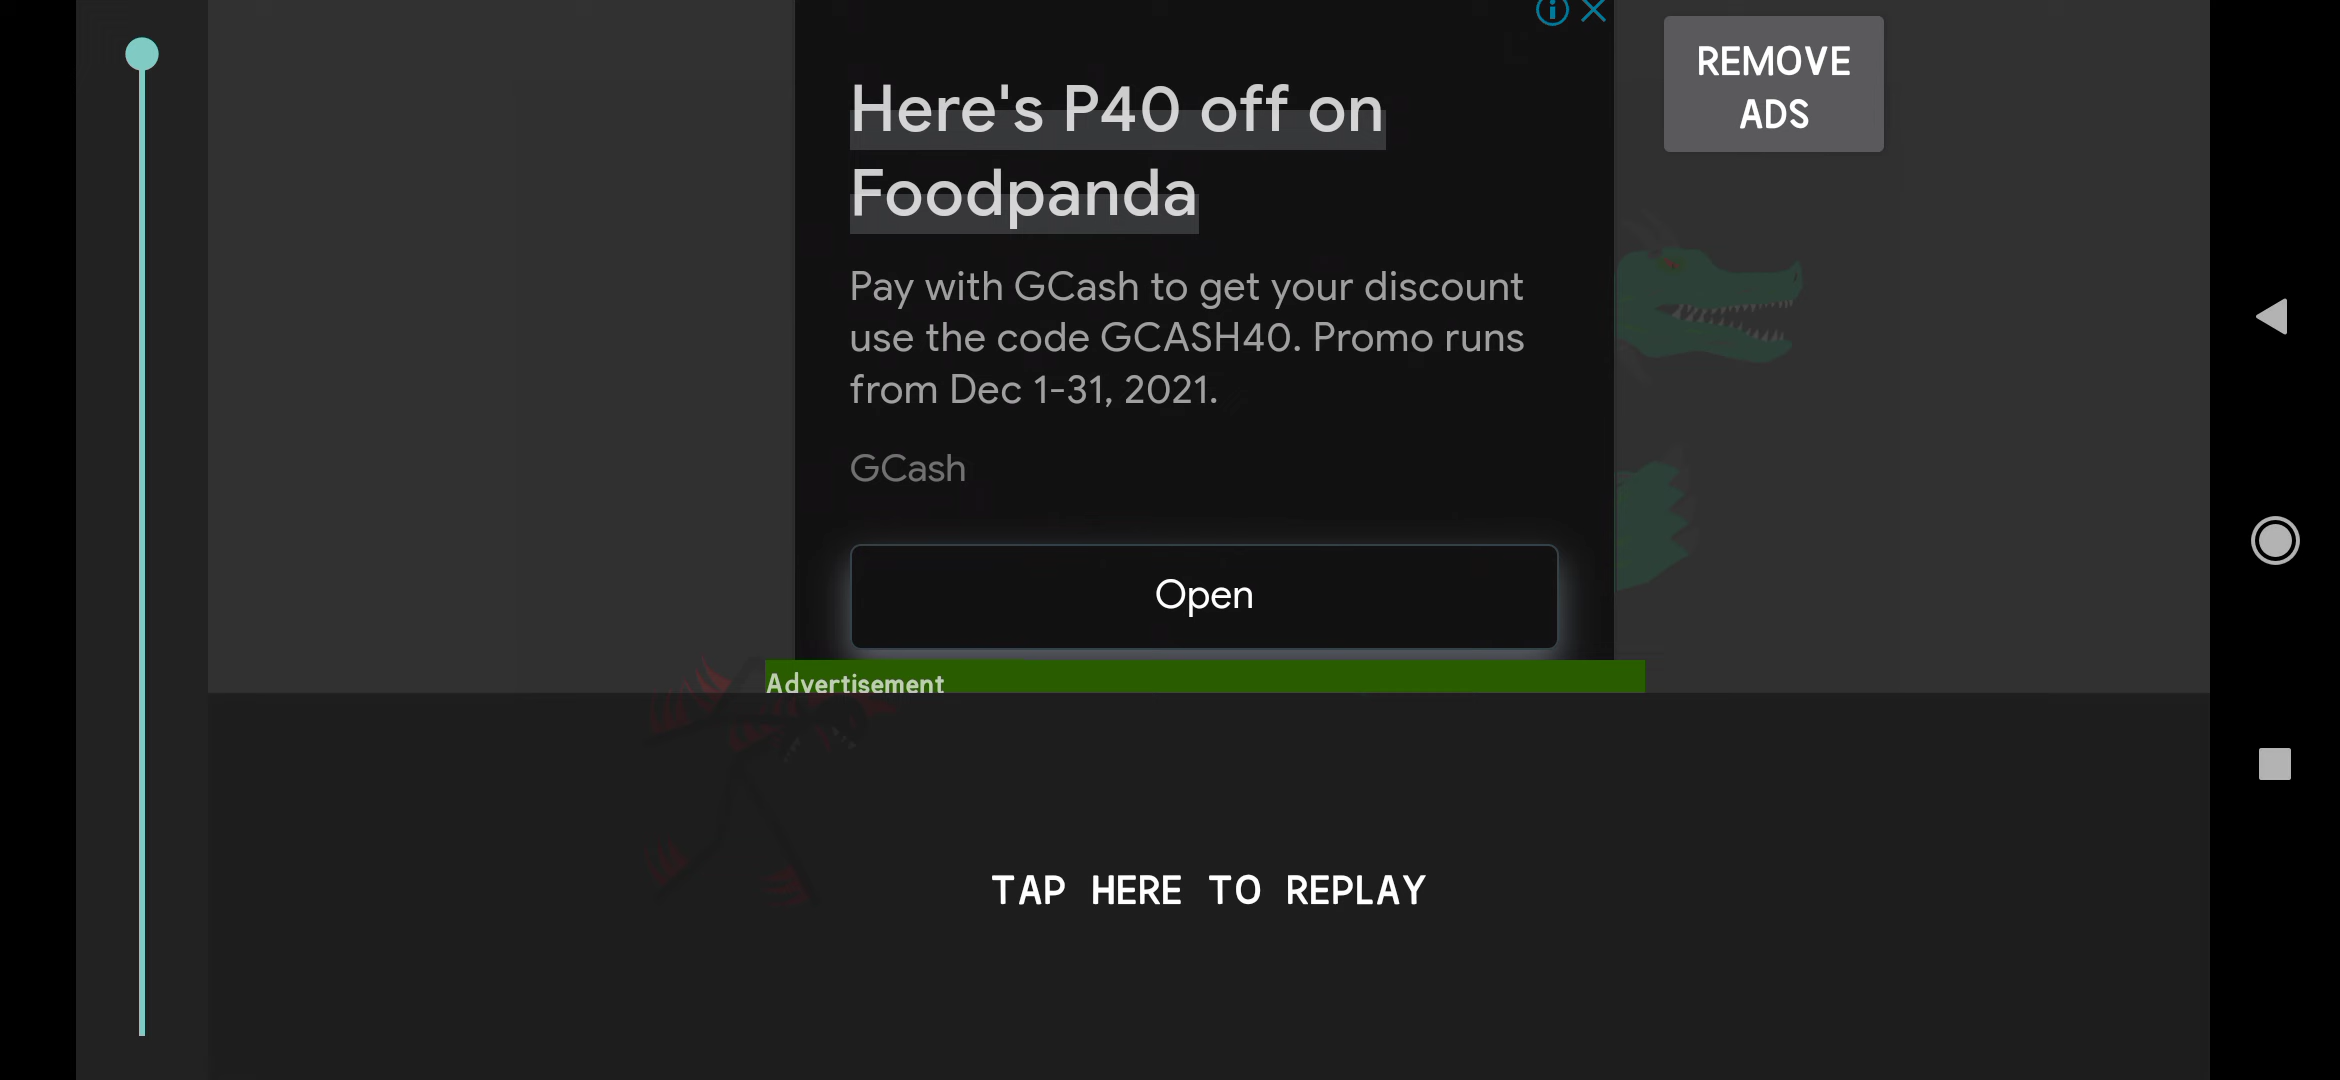 REMOVE
ADS
Here's P40 off on
Foodpanda
Pay with GCash to get your discount
use the code GCASH40. Promo runs
from Dec 1-31, 2021.
GCash
Open
Advertisement
TAP HERE TO REPLAY